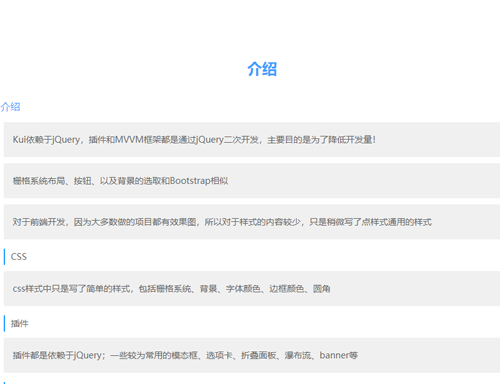 介绍
介绍
Kui依赖于jQuery，插件和MVVM框架都是通过jQuery二次开发，主要目的是为了降低开发量！
栅格系统布局、按钮、以及背景的选取和Bootstrap相似
对于前端开发，因为大多数做的项目都有效果图，所以对于样式的内容较少，只是稍微写了点样式通用的样式
CSS
css样式中只是写了简单的样式，包括栅格系统、背景、字体颜色、边框颜色、圆角
插件
插件都是依赖于jQuery；一些较为常用的模态框、选项卡、折叠面板、瀑布流、banner等